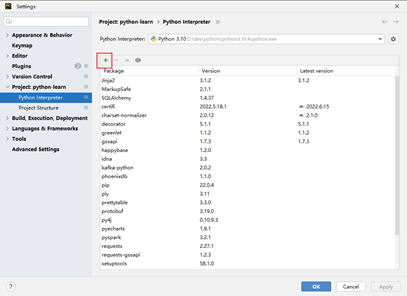 Settings
Appearance & Behavior
Keymap
Editor
Plugins
Version Control
Project: python-learn
Python Interpreter
Project Structure
Build, Execution, Deployment
Languages & Frameworks
Tools
Advanced Settings
Project: python-learn › Python Interpreter
Python Interpreter: Python 3.10 D:\dev\python\python3.10.4\python.exe
Package Version Latest version
Jinja2 3.1.2 3.1.2
MarkupSafe 2.1.1
SQLAlchemy 1.4.37
certifi 2022.5.18.1 2022.6.15
charset-normalizer 2.0.12 2.1.0
decorator 5.1.1 5.1.1
greenlet 1.1.2 1.1.2
gssapi 1.7.3 1.7.3
happybase 1.2.0
idna 3.3
kafka-python 2.0.2
phoenixdb 1.1.0
pip 22.0.4
ply 3.11
prettytable 3.3.0
protobuf 3.19.0
py4j 0.10.9.3
pyecharts 1.9.1
pyspark 3.2.1
requests 2.27.1
requests-gssapi 1.2.3
setuptools 58.1.0
OK Cancel Apply